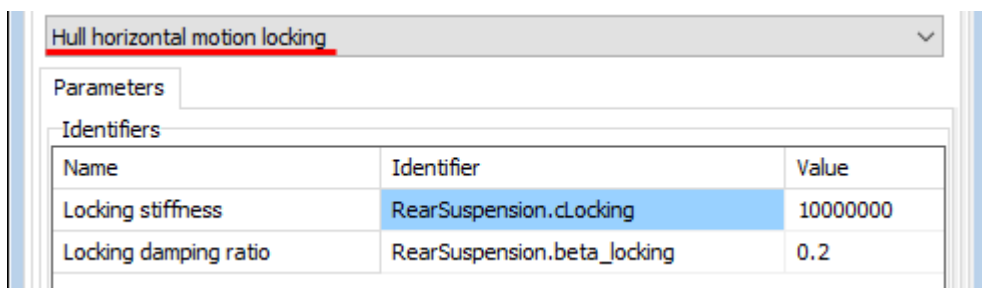 Hull horizontal motion locking
Parameters
Identifiers
Name Identifier Value
Locking stiffness RearSuspension.cLocking 10000000
Locking damping ratio RearSuspension.beta_locking 0.2